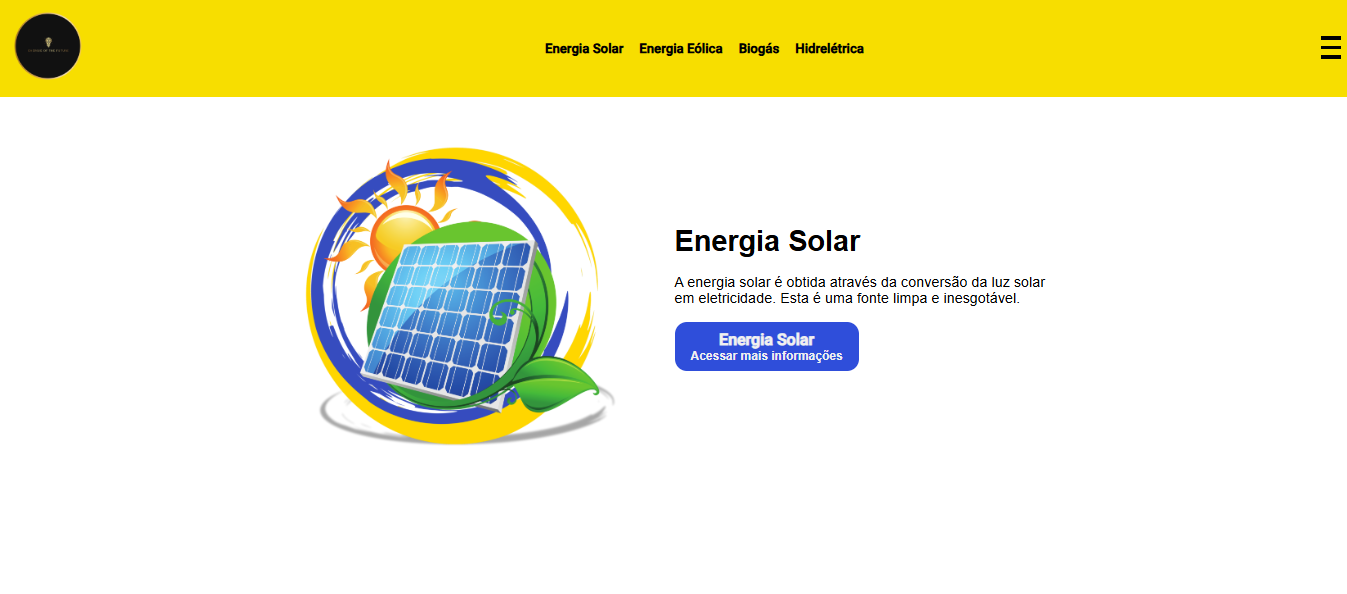 Energia Solar Energia Eólica Biogás Hidrelétrica
Energia Solar
A energia solar é obtida através da conversão da luz solar
em eletricidade. Esta é uma fonte limpa e inesgotável.
Energia Solar
Acessar mais informações